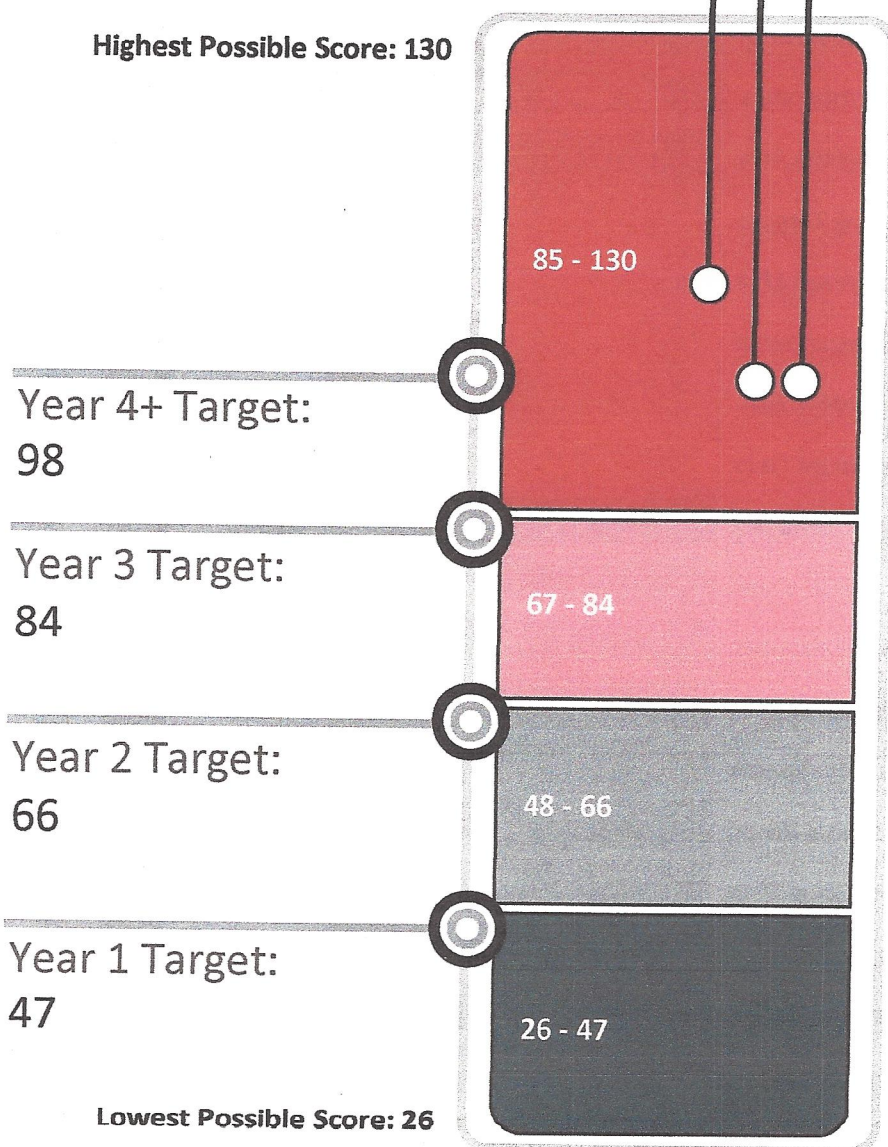 Highest Possible Score: 130
85 - 130
Year 4+ Target:
98
Year 3 Target:
84
67 - 84
Year 2 Target:
66
48 - 66
Year 1 Target:
47
26 - 47
Lowest Possible Score: 26